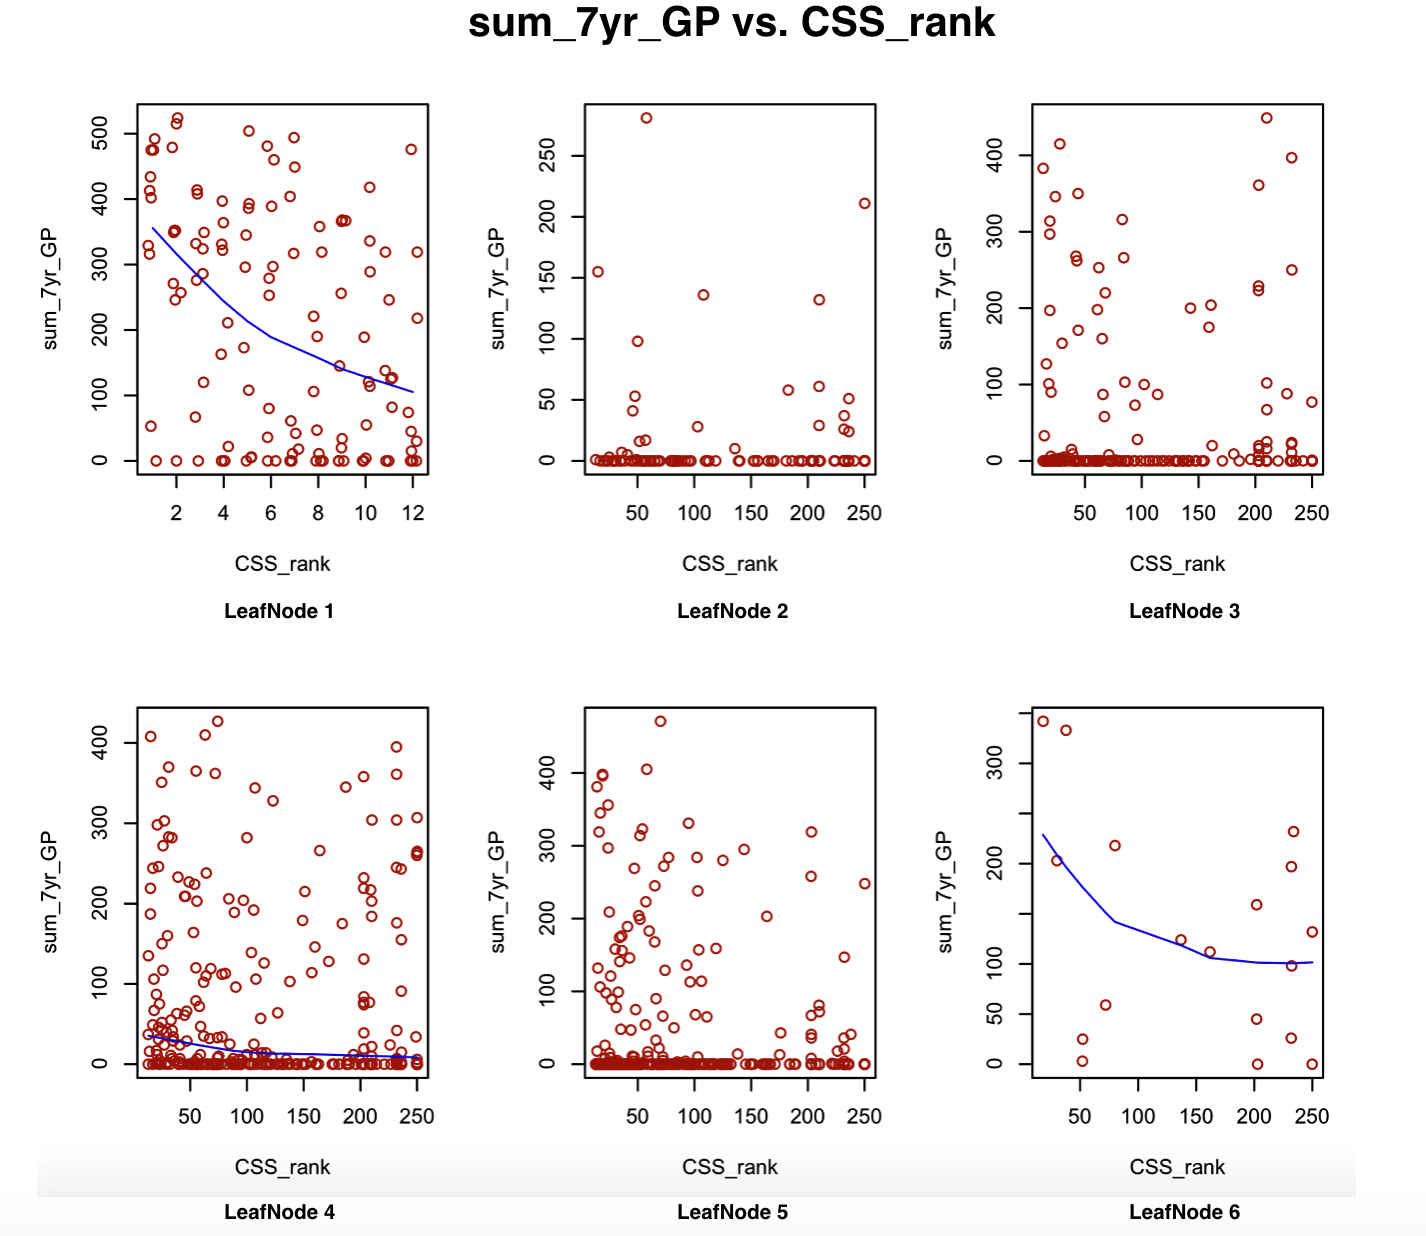 sum_7yr_GP vs. CSS_rank
sum_7yr_GP
0 100 200 300 400 500
2 4 6 8 10 12
CSS_rank
LeafNode 1
sum_7yr_GP
0 50 100 150 200 250
50 100 150 200 250
CSS_rank
LeafNode 2
sum_7yr_GP
0 100 200 300 400
50 100 150 200 250
CSS_rank
LeafNode 3
sum_7yr_GP
0 100 200 300 400
50 100 150 200 250
CSS_rank
LeafNode 4
sum_7yr_GP
0 100 200 300 400
50 100 150 200 250
CSS_rank
LeafNode 5
sum_7yr_GP
0 50 100 200 300
50 100 150 200 250
CSS_rank
LeafNode 6